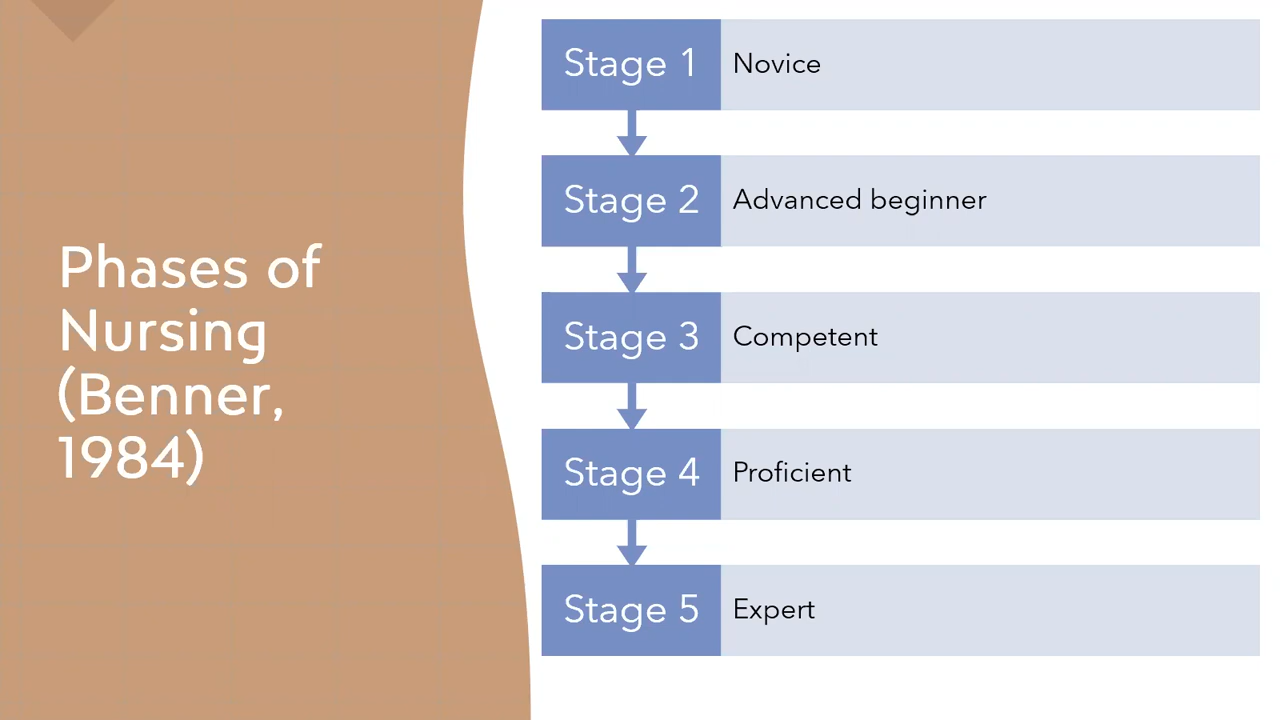 Phases of
Nursing
(Benner,
1984)
Stage 1 Novice
Stage 2 Advanced beginner
Stage 3 Competent
Stage 4 Proficient
Stage 5 Expert